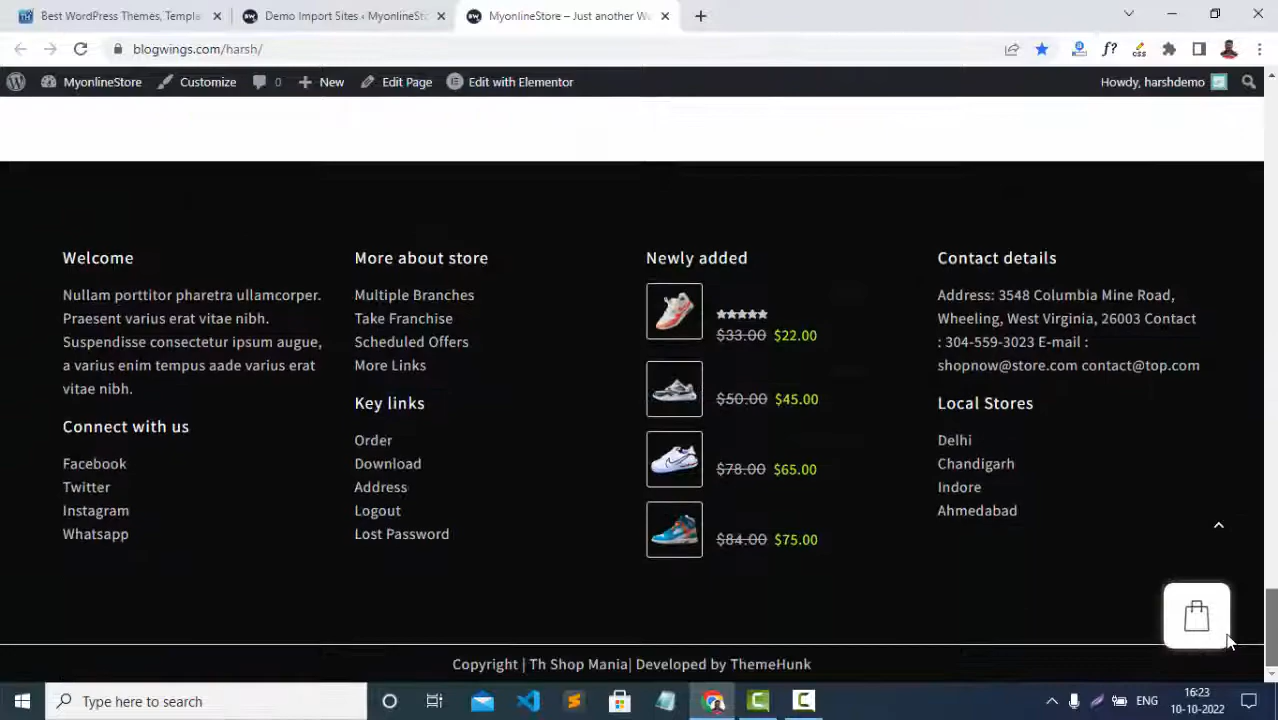 Best WordPress Themes, Templa
Demo Import Sites ‹ MyonlineSto
MyonlineStore – Just another Wo
blogwings.com/harsh/
MyonlineStore
Customize
0
New
Edit Page
Edit with Elementor
Howdy, harshdemo
Welcome
Nullam porttitor pharetra ullamcorper.
Praesent varius erat vitae nibh.
Suspendisse consectetur ipsum augue,
a varius enim tempus aade varius erat
vitae nibh.
Connect with us
Facebook
Twitter
Instagram
Whatsapp
More about store
Multiple Branches
Take Franchise
Scheduled Offers
More Links
Key links
Order
Download
Address
Logout
Lost Password
Newly added
$33.00 $22.00
$50.00 $45.00
$78.00 $65.00
$84.00 $75.00
Contact details
Address: 3548 Columbia Mine Road,
Wheeling, West Virginia, 26003 Contact
: 304-559-3023 E-mail :
shopnow@store.com contact@top.com
Local Stores
Delhi
Chandigarh
Indore
Ahmedabad
Copyright | Th Shop Mania| Developed by ThemeHunk
Type here to search
ENG
16:23
10-10-2022